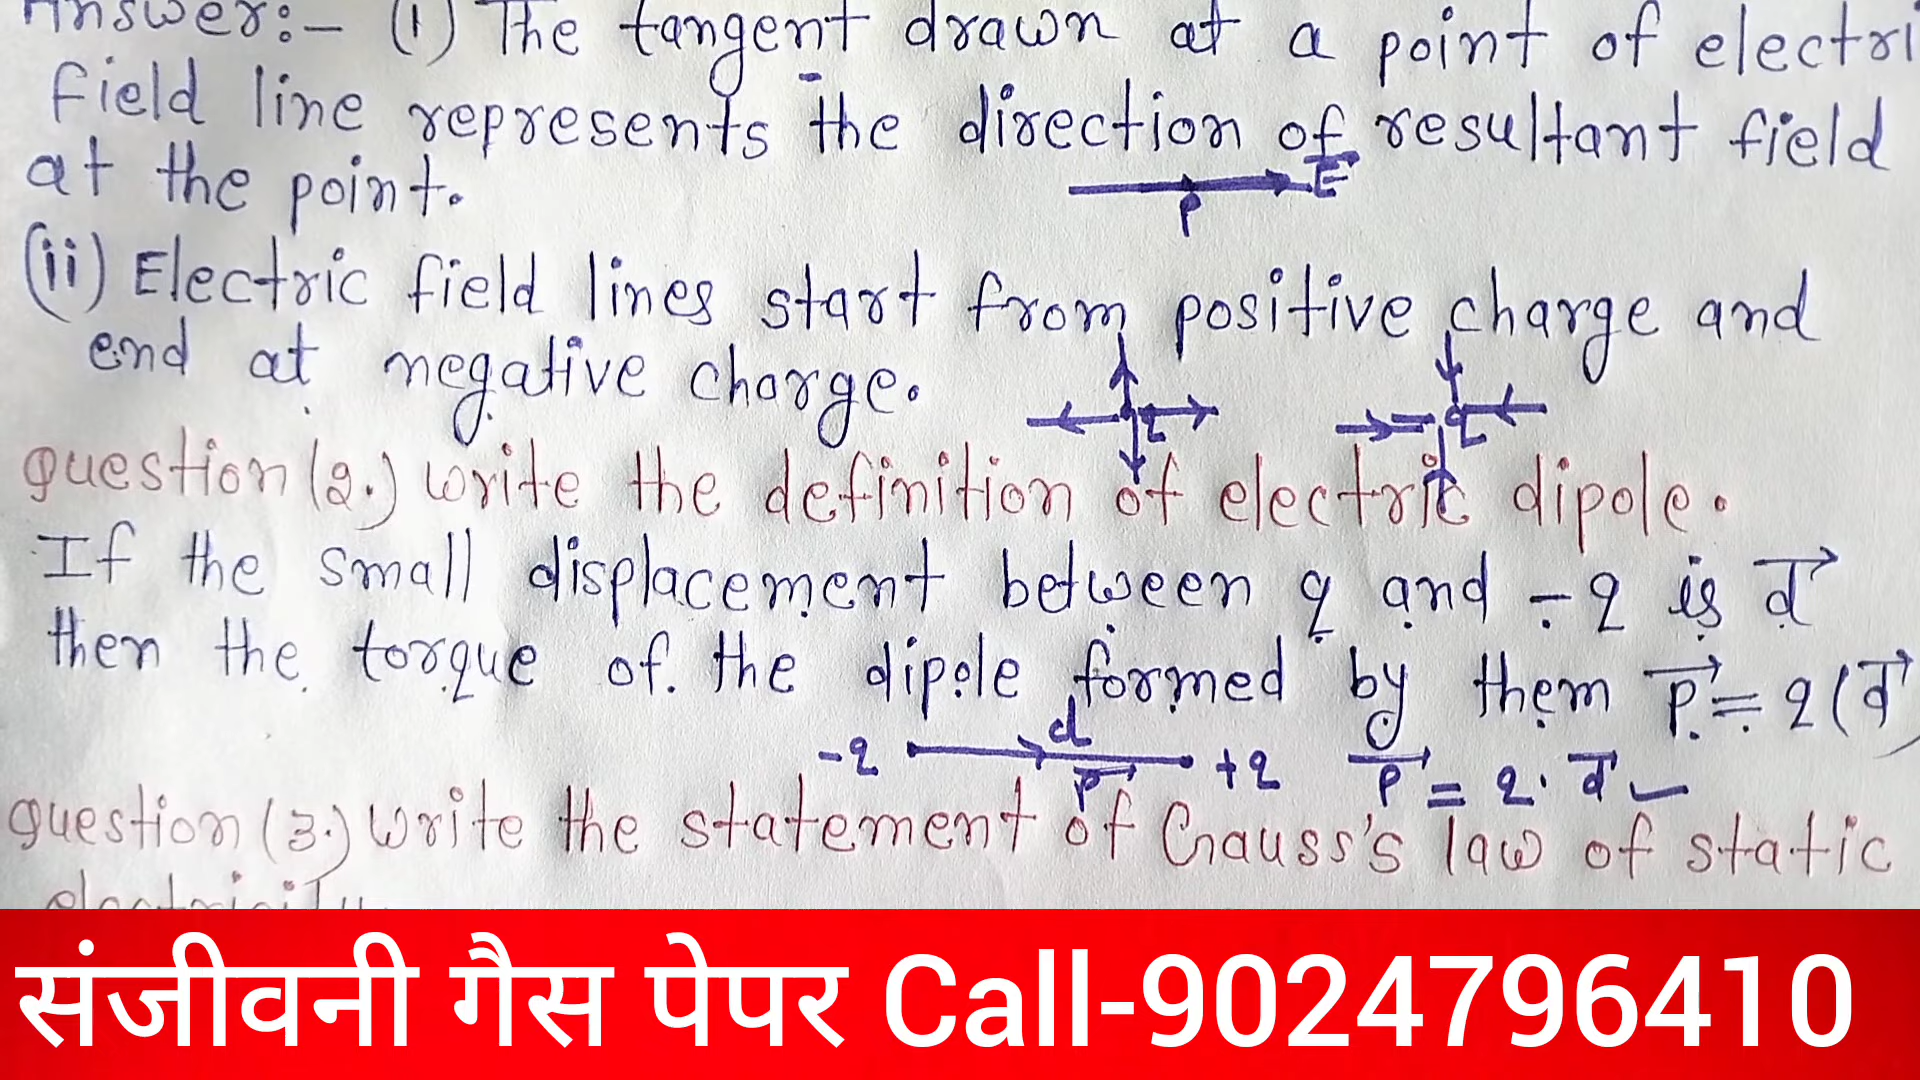 Answer:- (i) The tangent drawn at a point of electri
field line represents the direction of resultant field
at the point.
E
P
(ii) Electric field lines start from positive charge and
end at negative charge.
q
q
question (2.) write the definition of electric dipole.
If the small displacement between q and -q is d⃗
then the torque of the dipole formed by them P⃗ = q(d⃗)
-q d P⃗ +q P⃗ = q. d⃗
question (3.) write the statement of Gauss's law of static
electricity.
संजीवनी गैस पेपर Call-9024796410